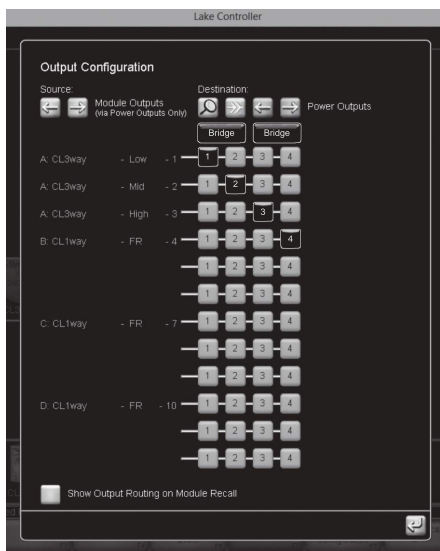 Lake Controller
Output Configuration
Source:
Destination:
Module Outputs
(via Power Outputs Only)
Power Outputs
Bridge Bridge
A: CL3way - Low - 1 1 2 3 4
A: CL3way - Mid - 2 1 2 3 4
A: CL3way - High - 3 1 2 3 4
B: CL1way - FR - 4 1 2 3 4
1 2 3 4
1 2 3 4
C: CL1way - FR - 7 1 2 3 4
1 2 3 4
1 2 3 4
D: CL1way - FR - 10 1 2 3 4
1 2 3 4
1 2 3 4
Show Output Routing on Module Recall